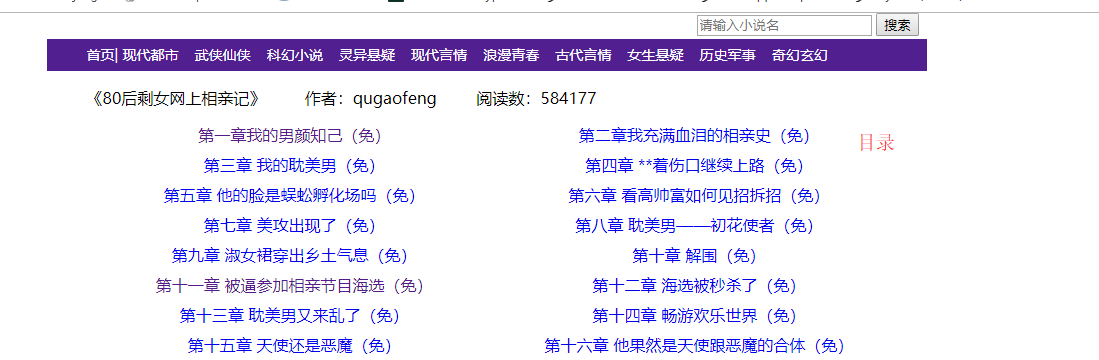 请输入小说名 搜索
首页| 现代都市 武侠仙侠 科幻小说 灵异悬疑 现代言情 浪漫青春 古代言情 女生悬疑 历史军事 奇幻玄幻
《80后剩女网上相亲记》 作者：qugaofeng 阅读数：584177
第一章我的男颜知己（免） 第二章我充满血泪的相亲史（免）
目录
第三章 我的耽美男（免） 第四章 **着伤口继续上路（免）
第五章 他的脸是蜈蚣孵化场吗（免） 第六章 看高帅富如何见招拆招（免）
第七章 美攻出现了（免） 第八章 耽美男——初花使者（免）
第九章 淑女裙穿出乡土气息（免） 第十章 解围（免）
第十一章 被逼参加相亲节目海选（免） 第十二章 海选被秒杀了（免）
第十三章 耽美男又来乱了（免） 第十四章 畅游欢乐世界（免）
第十五章 天使还是恶魔（免） 第十六章 他果然是天使跟恶魔的合体（免）